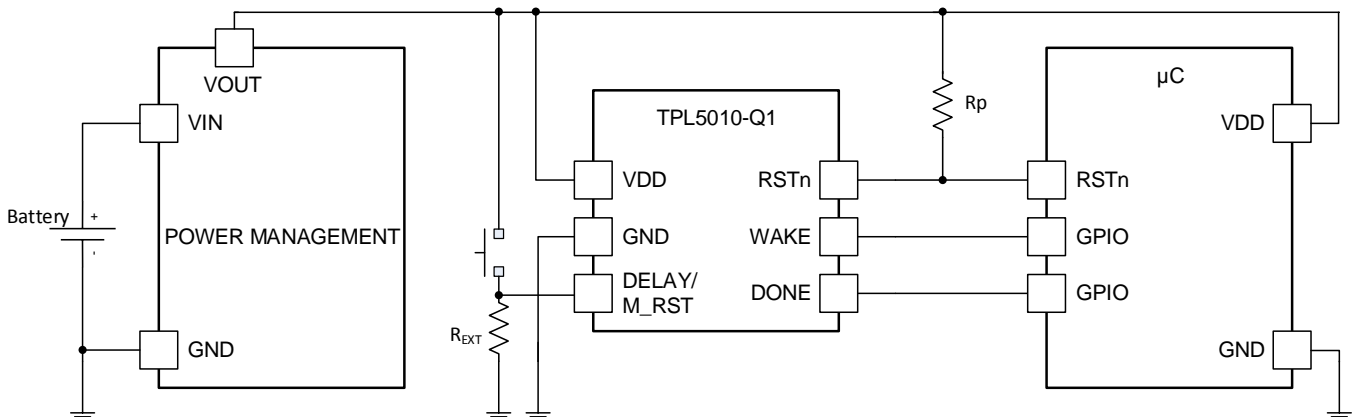 VOUT
VIN
Battery
+
-
POWER MANAGEMENT
GND
TPL5010-Q1
VDD
GND
DELAY/
M_RST
RSTn
WAKE
DONE
R_EXT
Rp
µC
VDD
RSTn
GPIO
GPIO
GND